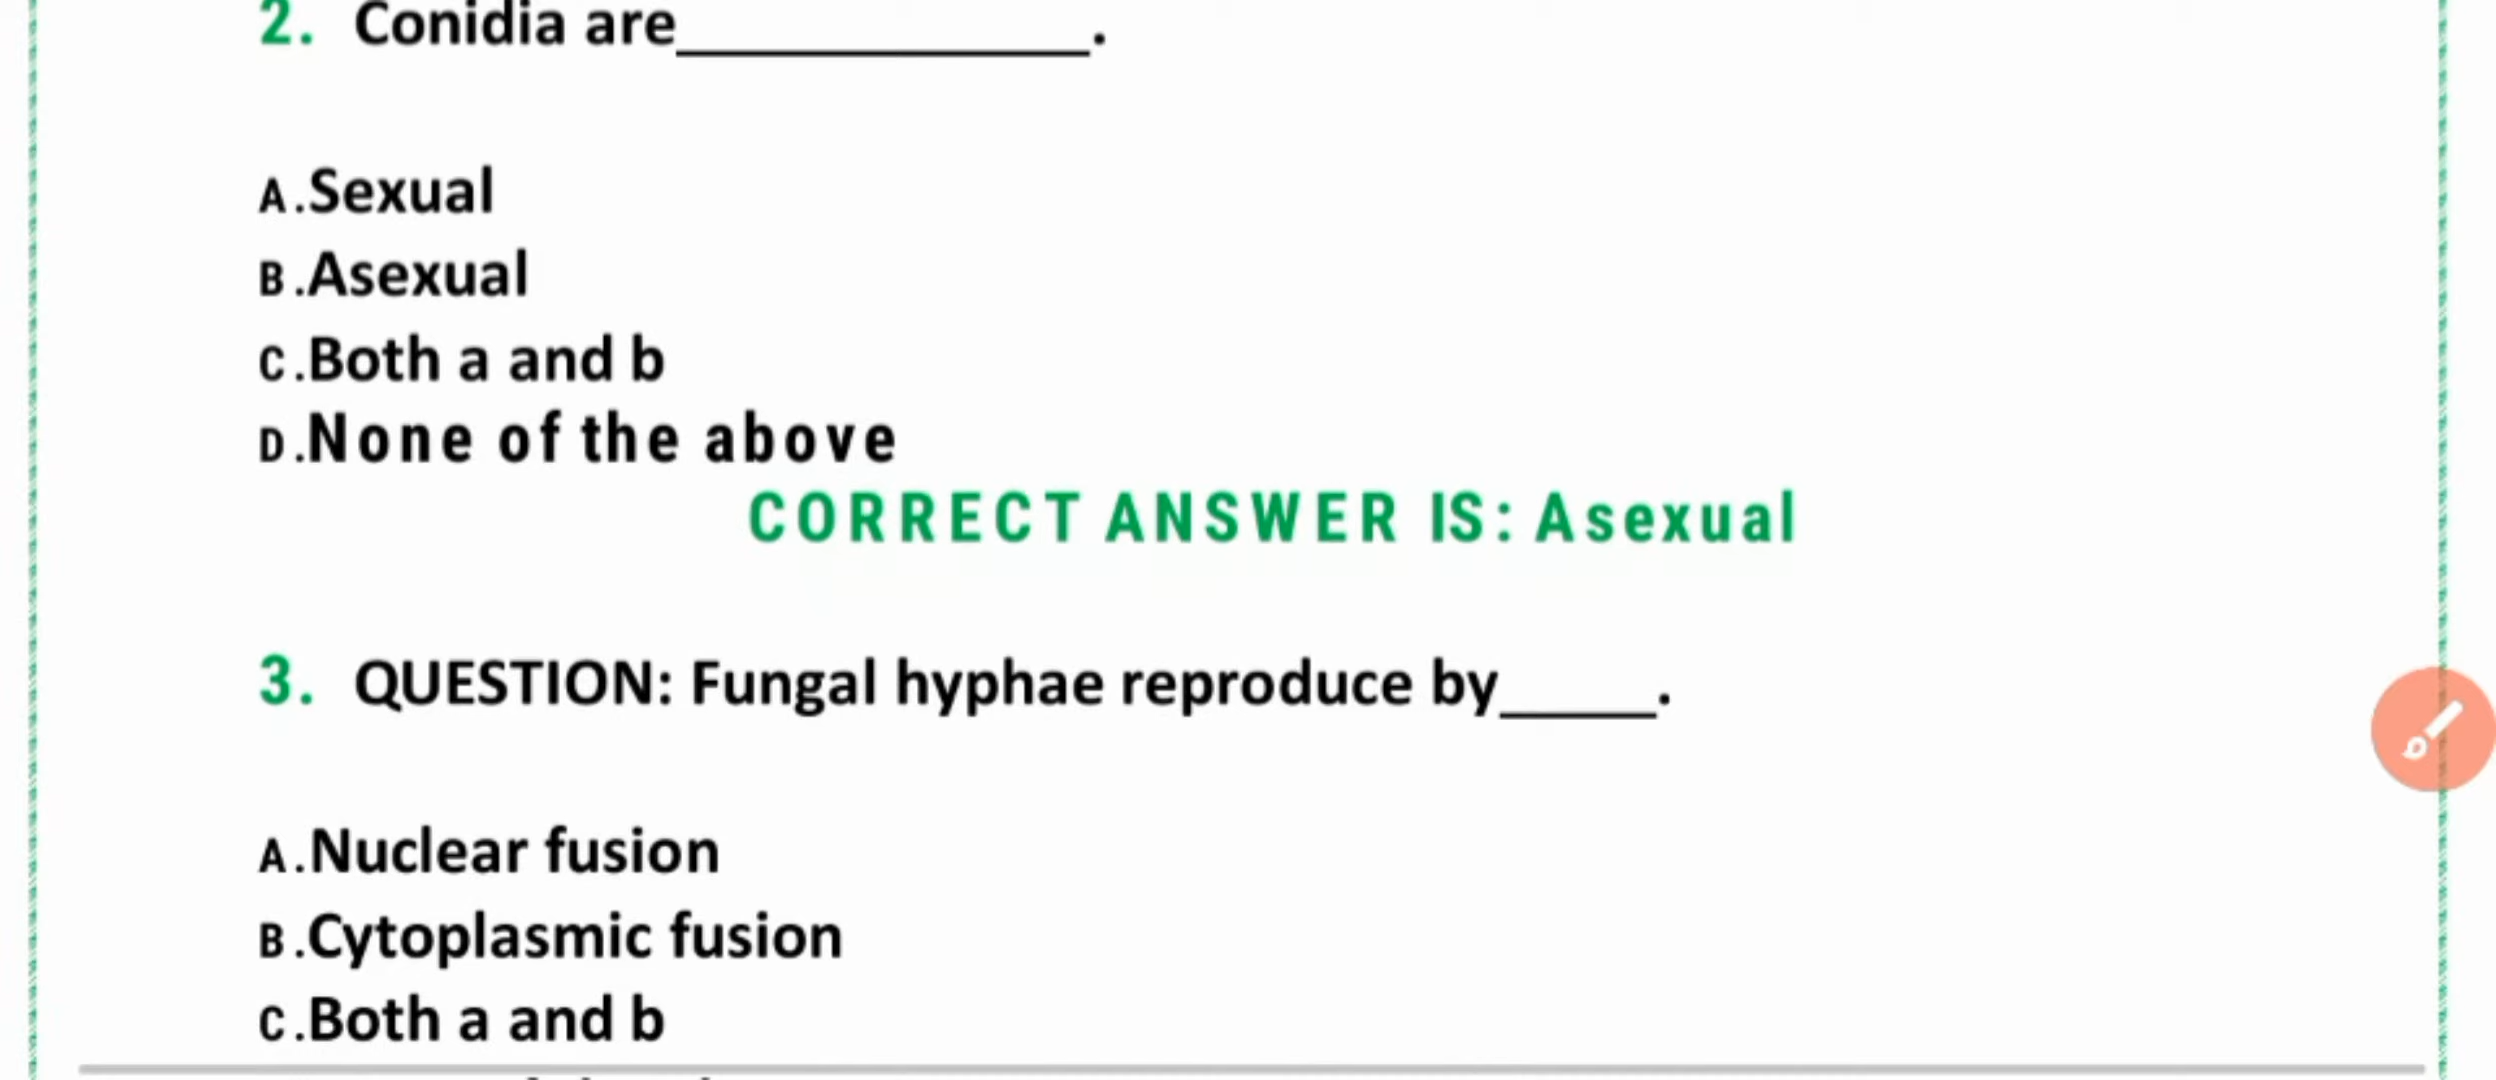 2. Conidia are_____________.
A.Sexual
B.Asexual
C.Both a and b
D.None of the above
CORRECT ANSWER IS: Asexual
3. QUESTION: Fungal hyphae reproduce by_____.
A.Nuclear fusion
B.Cytoplasmic fusion
C.Both a and b